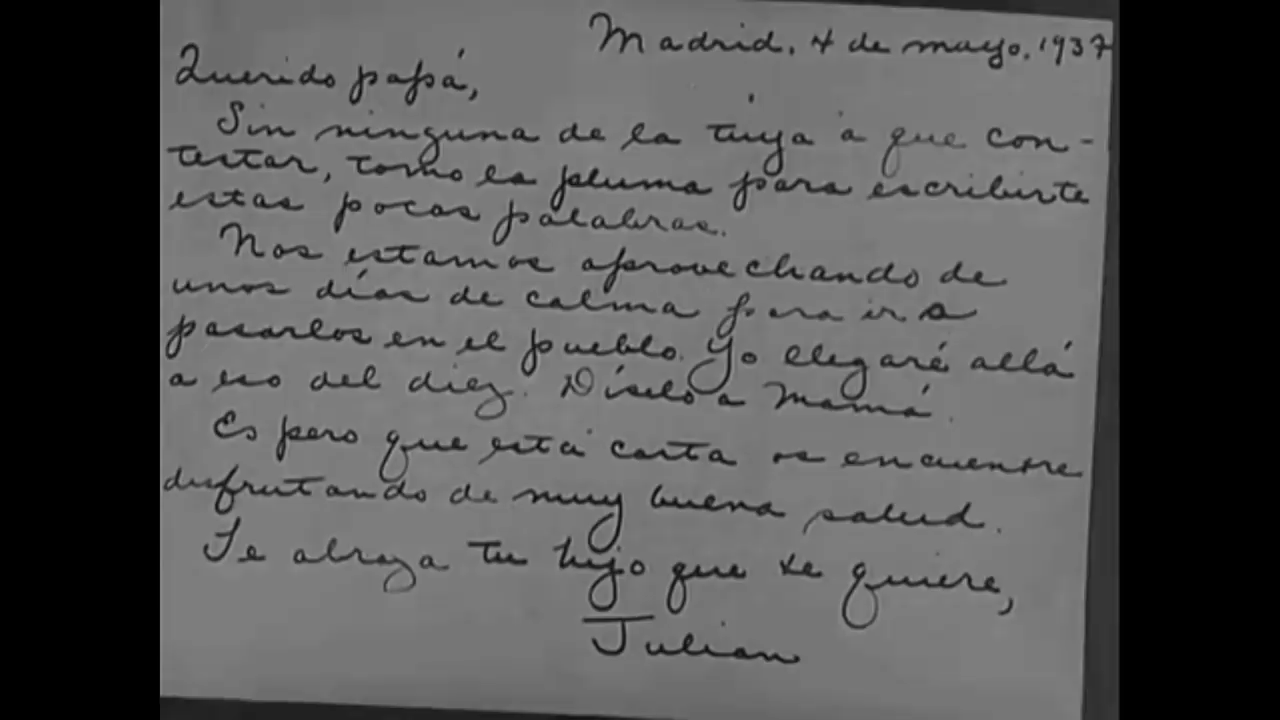 Madrid, 4 de mayo, 1937
Querido papá,
Sin ninguna de la tuya a que con-
testar, tomo la pluma para escribirte
estas pocas palabras.
Nos estamos aprovechando de
unos días de calma para ir a
pasarlos en el pueblo. Yo llegaré allá
a eso del diez. Díselo a Mamá.
Espero que esta carta os encuentre
disfrutando de muy buena salud.
Te abraza tu hijo que te quiere,
Julian